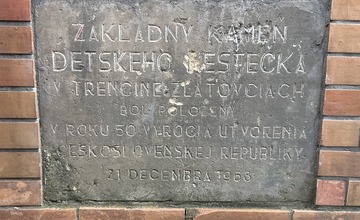 ZÁKLADNÝ KAMEŇ
DETSKÉHO MESTEČKA
V TRENČÍNE-ZLATOVCIACH
BOL POLOŽENÝ
V ROKU 50. VÝROČIA UTVORENIA
ČESKOSLOVENSKEJ REPUBLIKY
21 DECEMBRA 1968